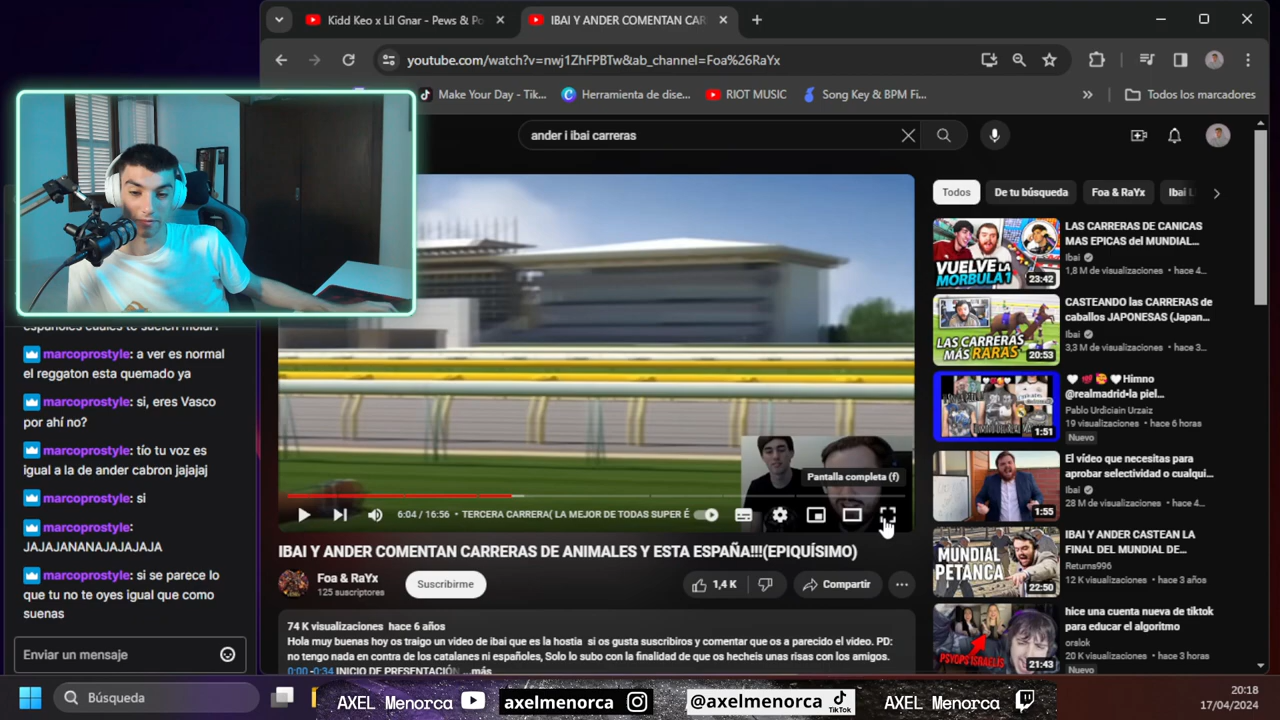 Kidd Keo x Lil Gnar - Pews & Po
IBAI Y ANDER COMENTAN CAR
youtube.com/watch?v=nwj1ZhFPBTw&ab_channel=Foa%26RaYx
Make Your Day - Tik...
Herramienta de dise...
RIOT MUSIC
Song Key & BPM Fi...
»
Todos los marcadores
ander i ibai carreras
Todos
De tu búsqueda
Foa & RaYx
Ibai L
VUELVE LA
MORBULA1
23:42
LAS CARRERAS DE CANICAS
MAS EPICAS del MUNDIAL...
Ibai
1,8 M de visualizaciones • hace 4...
LAS CARRERAS
MÁS RARAS
20:53
CASTEANDO las CARRERAS de
caballos JAPONESAS (Japan...
Ibai
3,3 M de visualizaciones • hace 3...
1:51
Himno
@realmadrid•la piel...
Pablo Urdiciain Urzaiz
19 visualizaciones • hace 6 horas
Nuevo
1:55
El vídeo que necesitas para
aprobar selectividad o cualqui...
Ibai
28 M de visualizaciones • hace 4...
MUNDIAL
PETANCA
22:50
IBAI Y ANDER CASTEAN LA
FINAL DEL MUNDIAL DE...
Returns996
12 K visualizaciones • hace 3 años
PSYOPS ISRAELIS
21:43
hice una cuenta nueva de tiktok
para educar el algoritmo
orslok
20 K visualizaciones • hace 3 horas
Nuevo
marcoprostyle: a ver es normal
el reggaton esta quemado ya
marcoprostyle: si, eres Vasco
por ahí no?
marcoprostyle: tío tu voz es
igual a la de ander cabron jajajaj
marcoprostyle: si
marcoprostyle:
JAJAJANANAJAJAJAJA
marcoprostyle: si se parece lo
que tu no te oyes igual que como
suenas
Enviar un mensaje
Pantalla completa (f)
6:04 / 16:56 • TERCERA CARRERA( LA MEJOR DE TODAS SUPER É
IBAI Y ANDER COMENTAN CARRERAS DE ANIMALES Y ESTA ESPAÑA!!!(EPIQUÍSIMO)
Foa & RaYx
125 suscriptores
Suscribirme
1,4 K
Compartir
74 K visualizaciones hace 6 años
Hola muy buenas hoy os traigo un video de ibai que es la hostia si os gusta suscribiros y comentar que os a parecido el video. PD:
no tengo nada en contra de los catalanes ni españoles, Solo lo subo con la finalidad de que os hecheis unas risas con los amigos.
0:00 -0:34 INICIO DE PRESENTACIÓN ...más
Búsqueda
AXEL Menorca
axelmenorca
@axelmenorca
TikTok
AXEL Menorca
20:18
17/04/2024